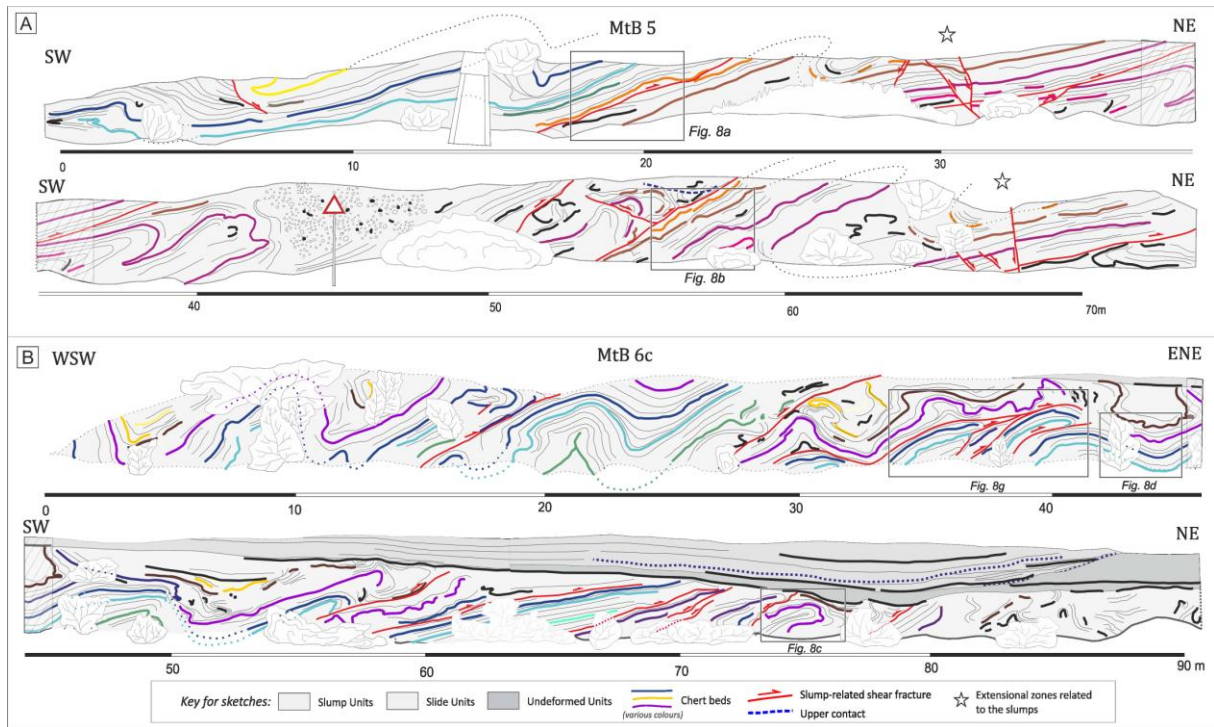 A
MtB 5
SW
NE
Fig. 8a
0 10 20 30
SW
NE
Fig. 8b
40 50 60 70m
B
WSW
MtB 6c
ENE
Fig. 8g
Fig. 8d
0 10 20 30 40
SW
NE
Fig. 8c
50 60 70 80 90 m
Key for sketches: Slump Units Slide Units Undeformed Units Chert beds Slump-related shear fracture Extensional zones related
(various colours) Upper contact to the slumps